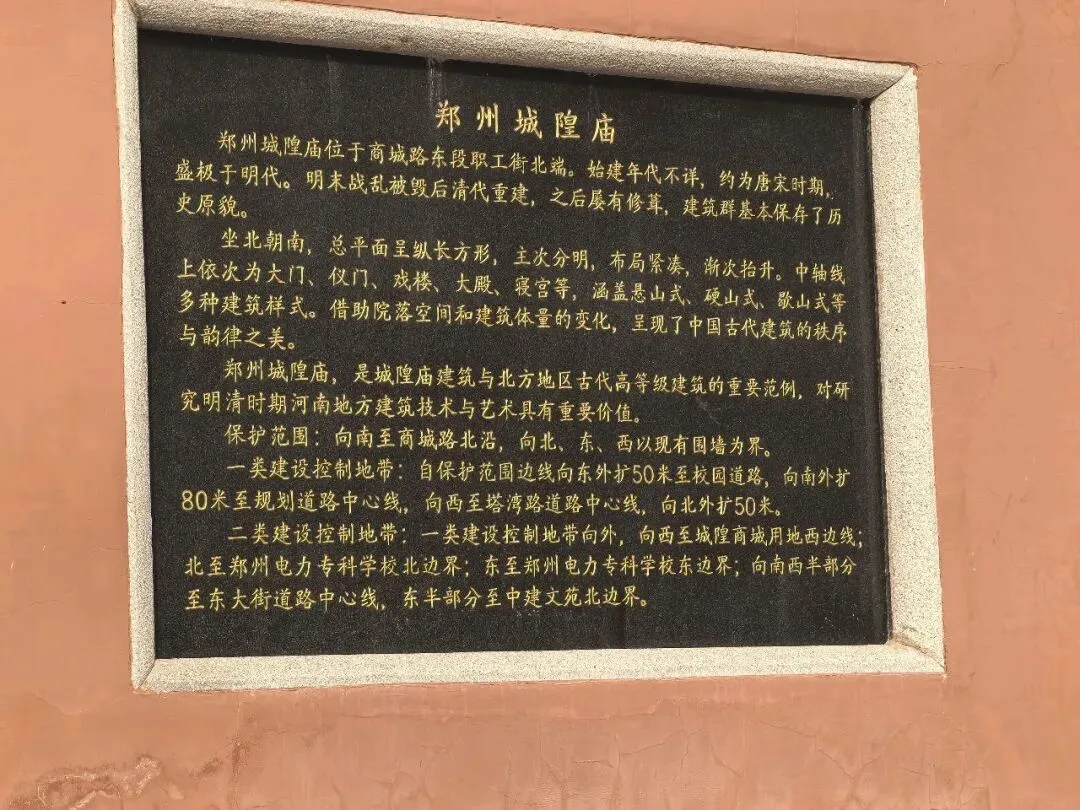 郑州城隍庙
郑州城隍庙位于商城路东段职工街北端。始建年代不详，约为唐宋时期，
盛极于明代。明末战乱被毁后清代重建，之后屡有修葺，建筑群基本保存了历
史原貌。
坐北朝南，总平面呈纵长方形，主次分明，布局紧凑，渐次抬升。中轴线
上依次为大门、仪门、戏楼、大殿、寝宫等，涵盖悬山式、硬山式、歇山式等
多种建筑样式。借助院落空间和建筑体量的变化，呈现了中国古代建筑的秩序
与韵律之美。
郑州城隍庙，是城隍庙建筑与北方地区古代高等级建筑的重要范例，对研
究明清时期河南地方建筑技术与艺术具有重要价值。
保护范围：向南至商城路北沿，向北、东、西以现有围墙为界。
一类建设控制地带：自保护范围边线向东外扩50米至校园道路，向南外扩
80米至规划道路中心线，向西至塔湾路道路中心线，向北外扩50米。
二类建设控制地带：一类建设控制地带向外，向西至城隍商城用地西边线；
北至郑州电力专科学校北边界；东至郑州电力专科学校东边界；向南西半部分
至东大街道路中心线，东半部分至中建文苑北边界。